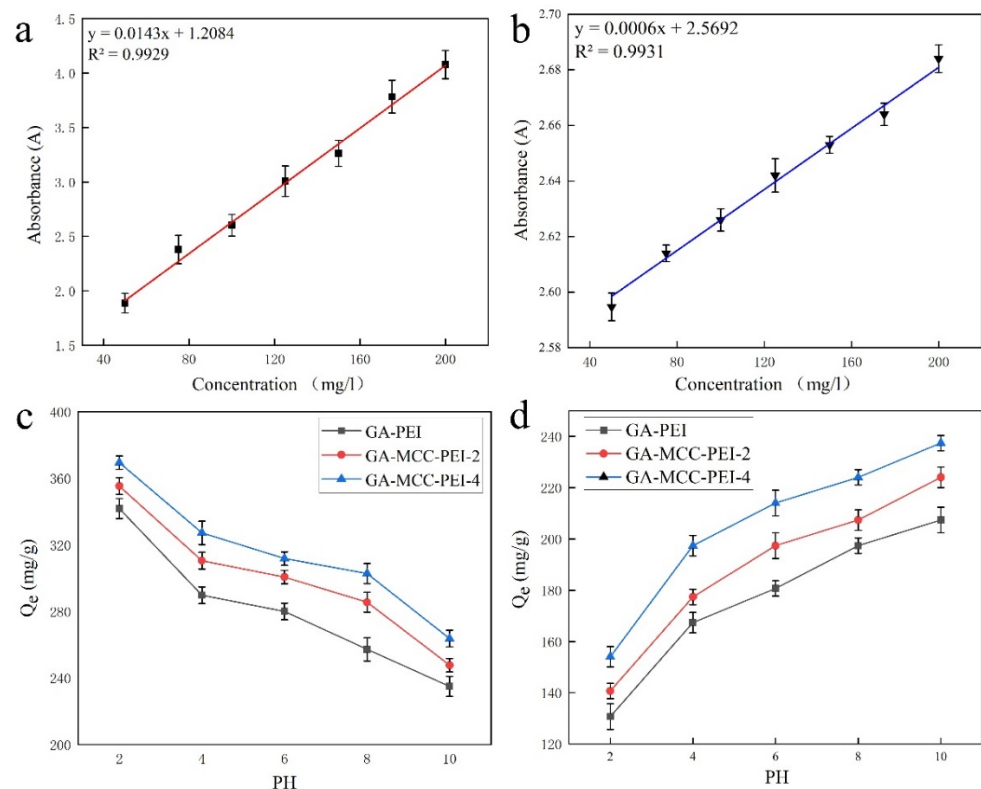 a
y = 0.0143x + 1.2084
R² = 0.9929
4.5
4.0
3.5
3.0
2.5
2.0
1.5
Absorbance (A)
40
80
120
160
200
Concentration (mg/l)
b
y = 0.0006x + 2.5692
R² = 0.9931
2.70
2.68
2.66
2.64
2.62
2.60
2.58
Absorbance (A)
40
80
120
160
200
Concentration (mg/l)
c
GA-PEI
GA-MCC-PEI-2
GA-MCC-PEI-4
400
360
320
280
240
200
Qe (mg/g)
2
4
6
8
10
PH
d
GA-PEI
GA-MCC-PEI-2
GA-MCC-PEI-4
240
220
200
180
160
140
120
Qe (mg/g)
2
4
6
8
10
PH